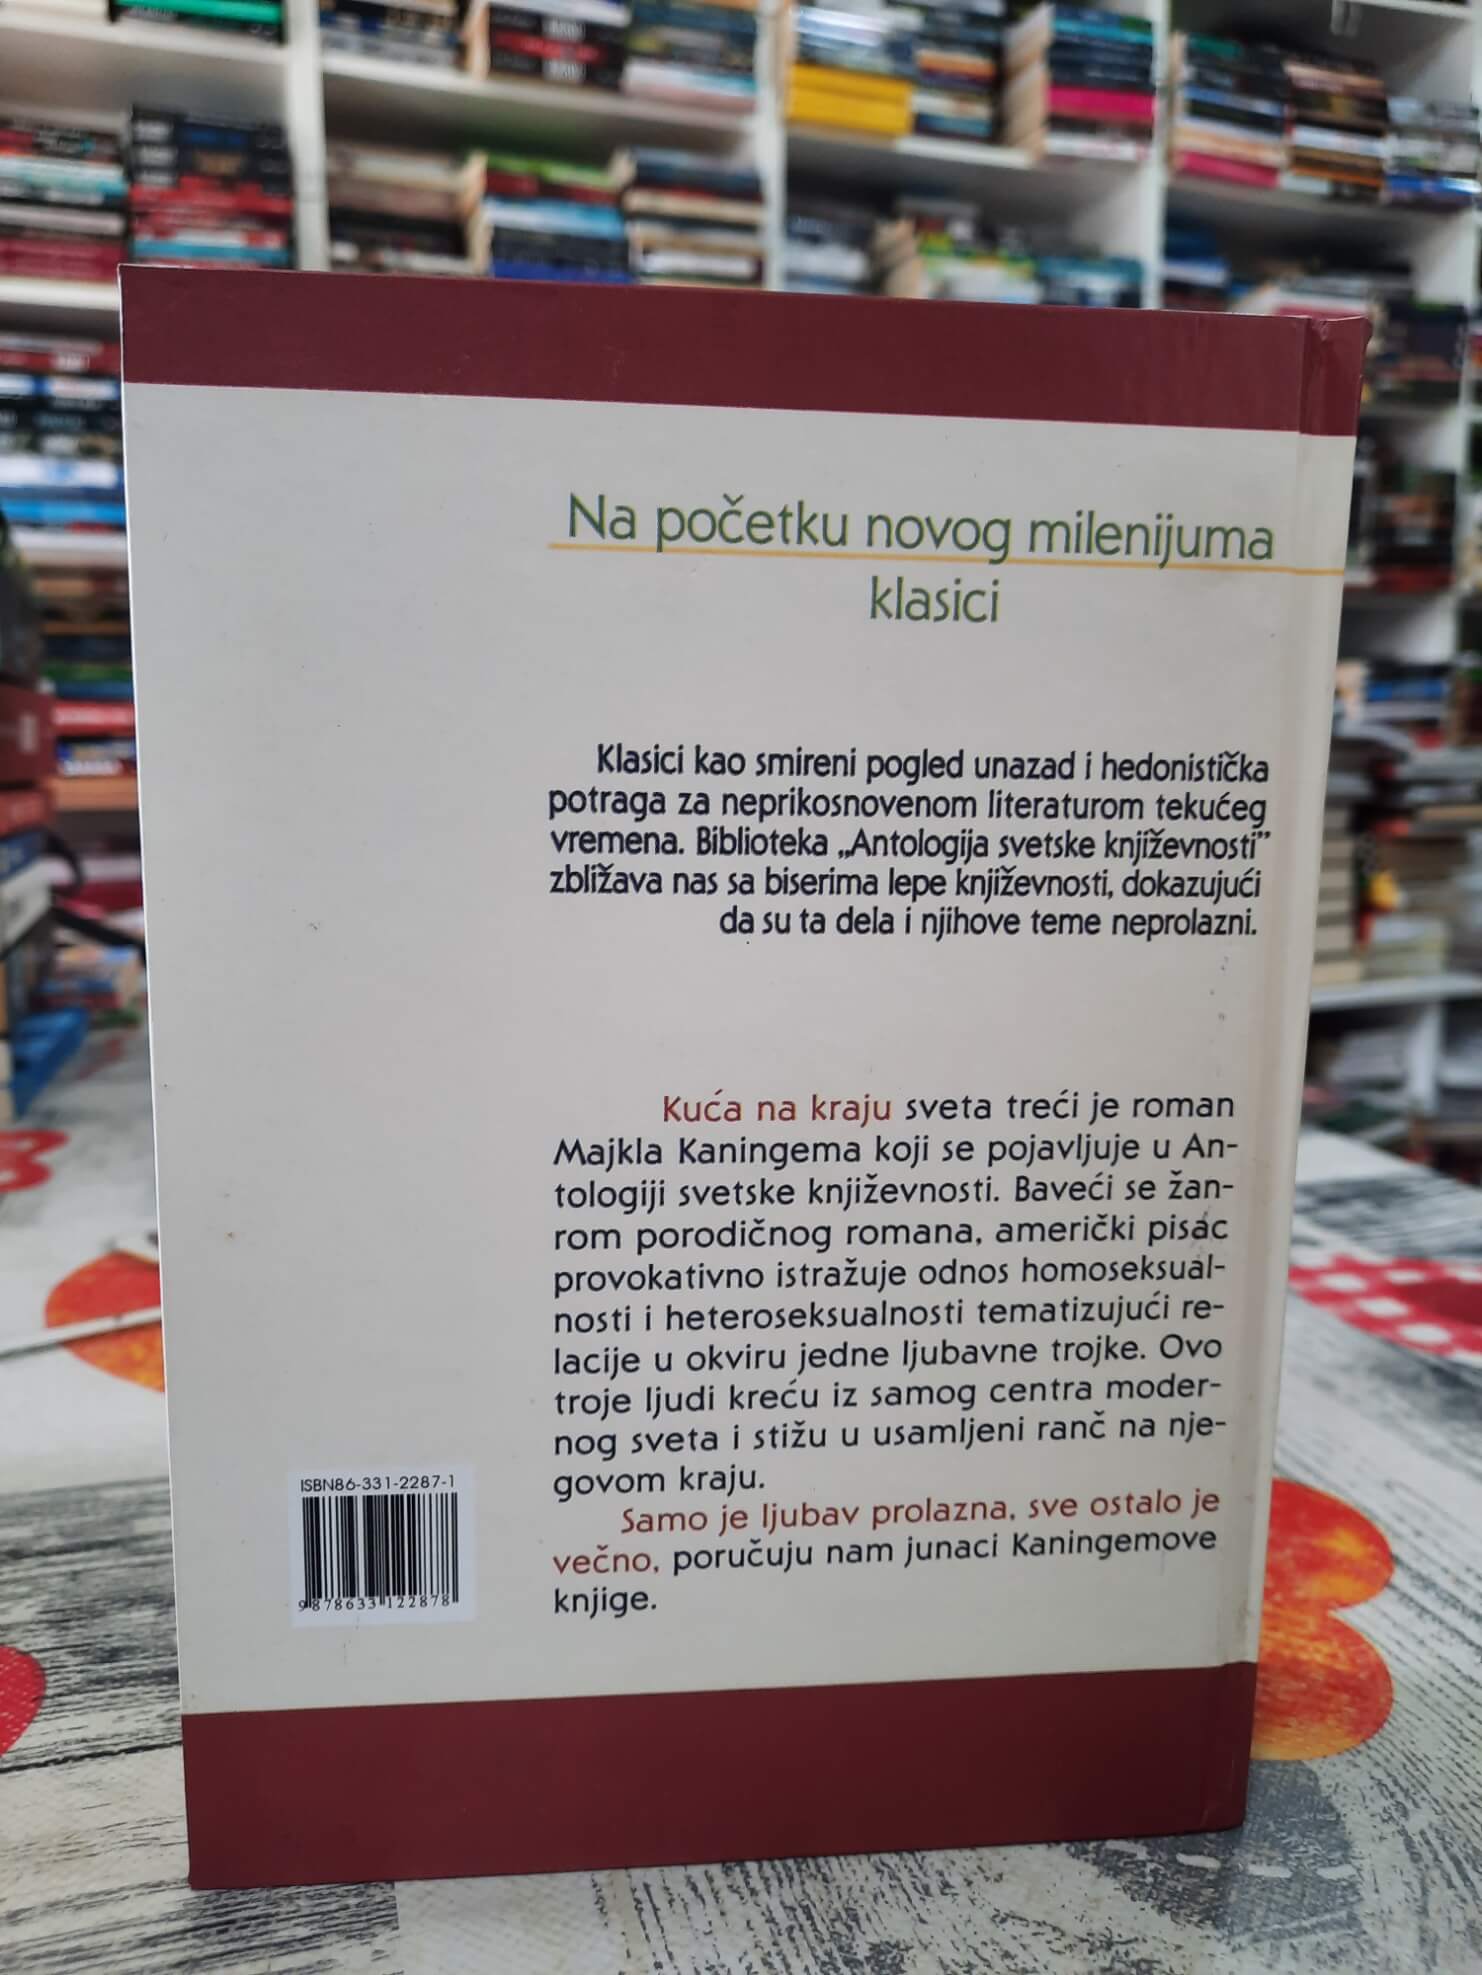 Na početku novog milenijuma
klasici
Klasici kao smireni pogled unazad i hedonistička
potraga za neprikosnovenom literaturom tekućeg
vremena. Biblioteka „Antologija svetske književnosti”
zbližava nas sa biserima lepe književnosti, dokazujući
da su ta dela i njihove teme neprolazni.
Kuća na kraju sveta treći je roman
Majkla Kaningema koji se pojavljuje u An-
tologiji svetske književnosti. Baveći se žan-
rom porodičnog romana, američki pisac
provokativno istražuje odnos homoseksual-
nosti i heteroseksualnosti tematizujući re-
lacije u okviru jedne ljubavne trojke. Ovo
troje ljudi kreću iz samog centra moder-
nog sveta i stižu u usamljeni ranč na nje-
govom kraju.
Samo je ljubav prolazna, sve ostalo je
večno, poručuju nam junaci Kaningemove
knjige.
ISBN86-331-2287-1
9878633122878